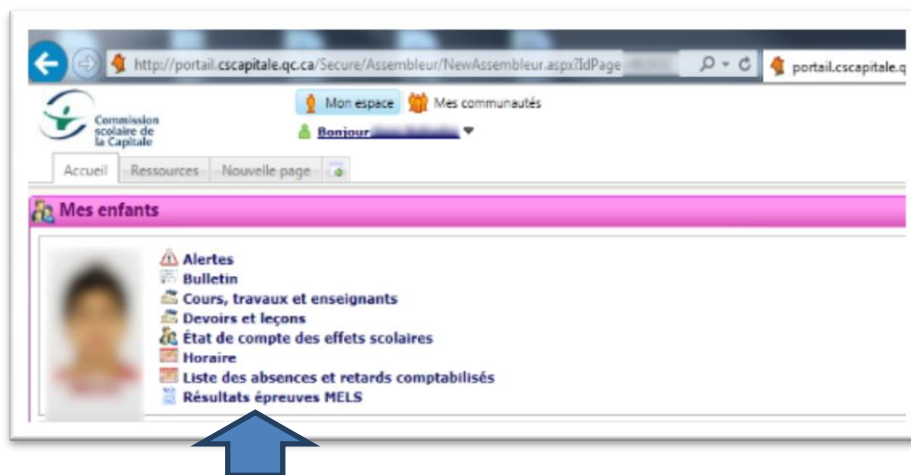 http://portail.cscapitale.qc.ca/Secure/Assembleur/NewAssembleur.aspx?IdPage
portail.cscapitale.q
Commission
scolaire de
la Capitale
Mon espace Mes communautés
Bonjour
Accueil Ressources Nouvelle page
Mes enfants
Alertes
Bulletin
Cours, travaux et enseignants
Devoirs et leçons
État de compte des effets scolaires
Horaire
Liste des absences et retards comptabilisés
Résultats épreuves MELS